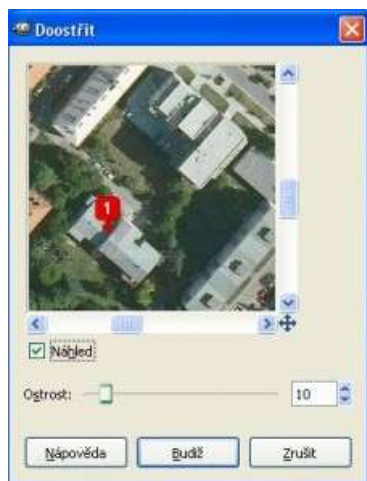 Doostřit
1
Náhled
Ostrost:
10
Nápověda
Budiž
Zrušit